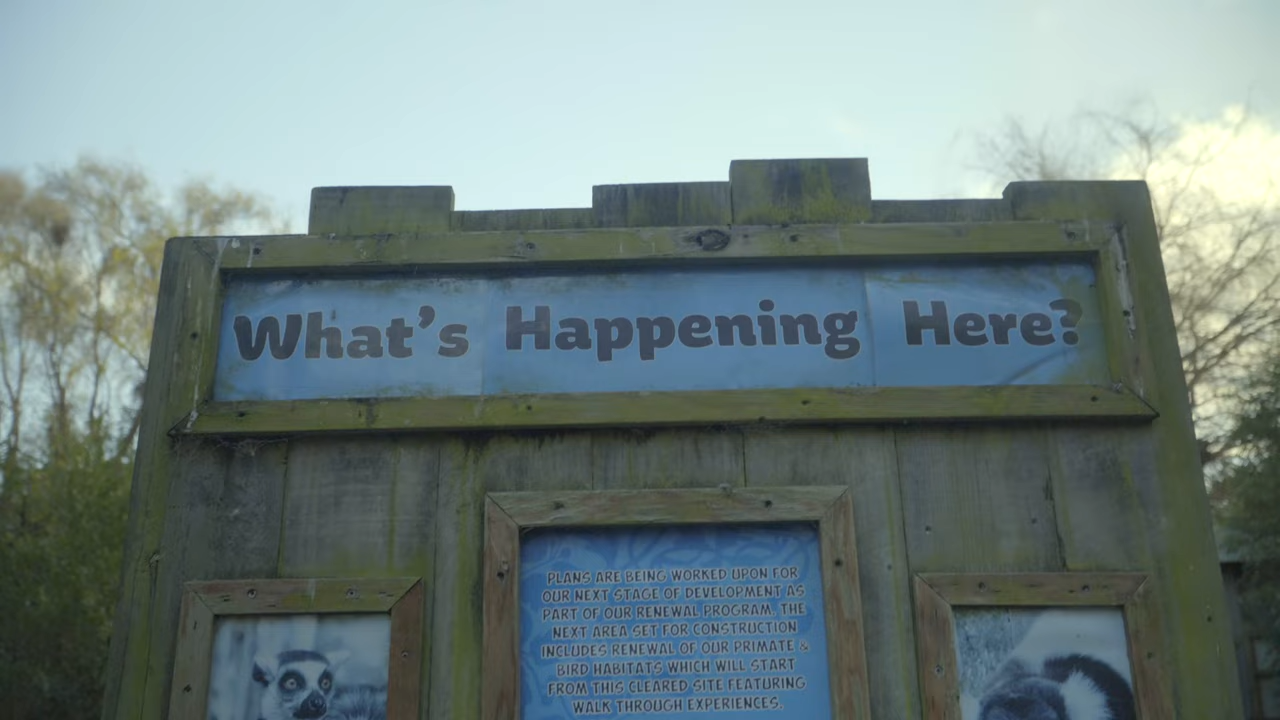 What's Happening Here?
PLANS ARE BEING WORKED UPON FOR
OUR NEXT STAGE OF DEVELOPMENT AS
PART OF OUR RENEWAL PROGRAM. THE
NEXT AREA SET FOR CONSTRUCTION
INCLUDES RENEWAL OF OUR PRIMATE &
BIRD HABITATS WHICH WILL START
FROM THIS CLEARED SITE FEATURING
WALK THROUGH EXPERIENCES.